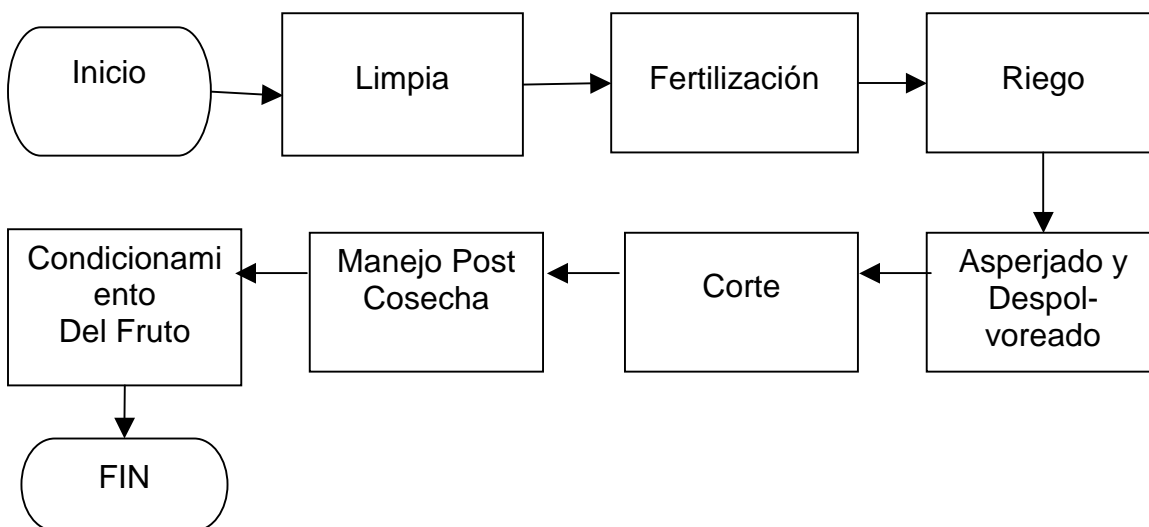 Inicio
Limpia
Fertilización
Riego
Asperjado y
Despol-
voreado
Corte
Manejo Post
Cosecha
Condicionami
ento
Del Fruto
FIN